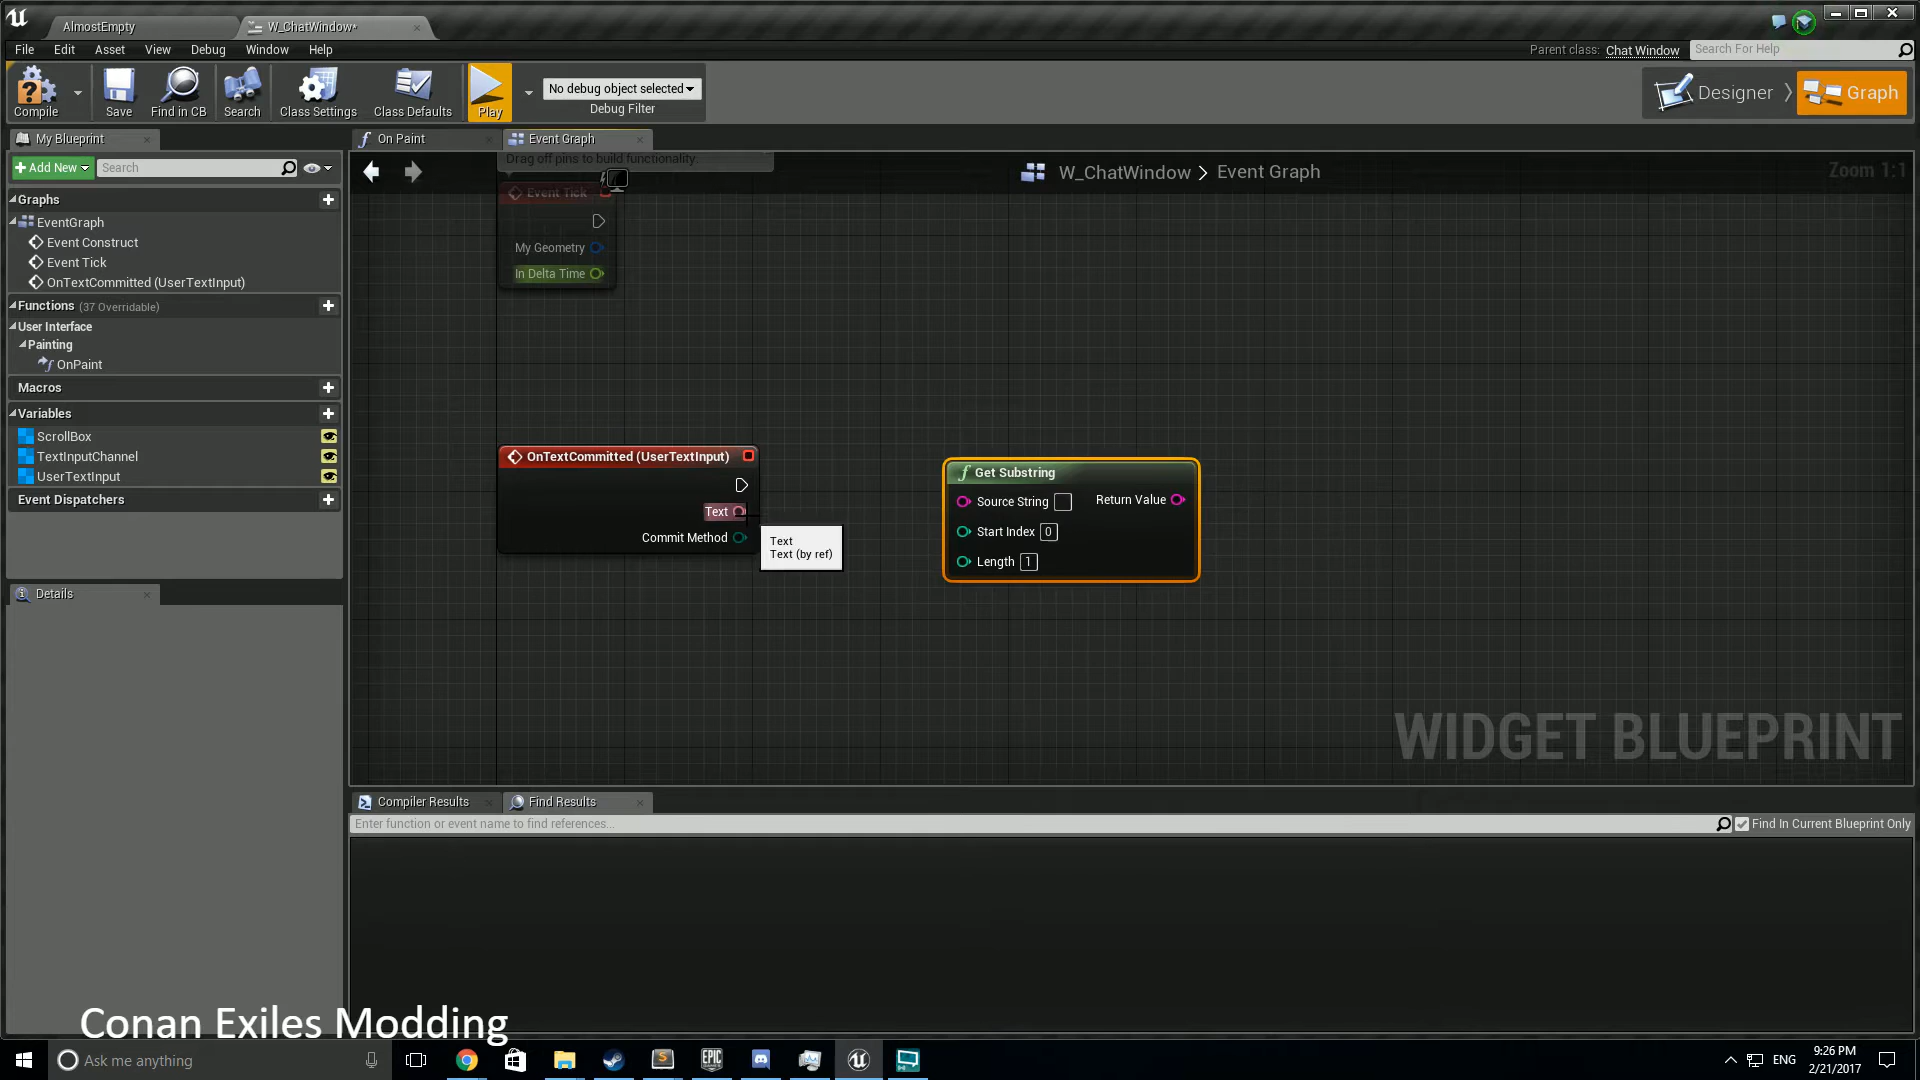 AlmostEmpty
W_ChatWindow*
File Edit Asset View Debug Window Help
Parent class: Chat Window
Search For Help
Compile
Save
Find in CB
Search
Class Settings
Class Defaults
Play
No debug object selected
Debug Filter
Designer
Graph
My Blueprint
On Paint
Event Graph
Add New
Search
Drag off pins to build functionality.
W_ChatWindow > Event Graph
Zoom 1:1
Graphs
EventGraph
Event Construct
Event Tick
OnTextCommitted (UserTextInput)
Functions (37 Overridable)
User Interface
Painting
OnPaint
Macros
Variables
ScrollBox
TextInputChannel
UserTextInput
Event Dispatchers
Details
Event Tick
My Geometry
In Delta Time
OnTextCommitted (UserTextInput)
Text
Commit Method
Text
Text (by ref)
Get Substring
Source String
Return Value
Start Index 0
Length 1
WIDGET BLUEPRINT
Compiler Results
Find Results
Enter function or event name to find references...
Find In Current Blueprint Only
Conan Exiles Modding
Ask me anything
EPIC
ENG
9:26 PM
2/21/2017